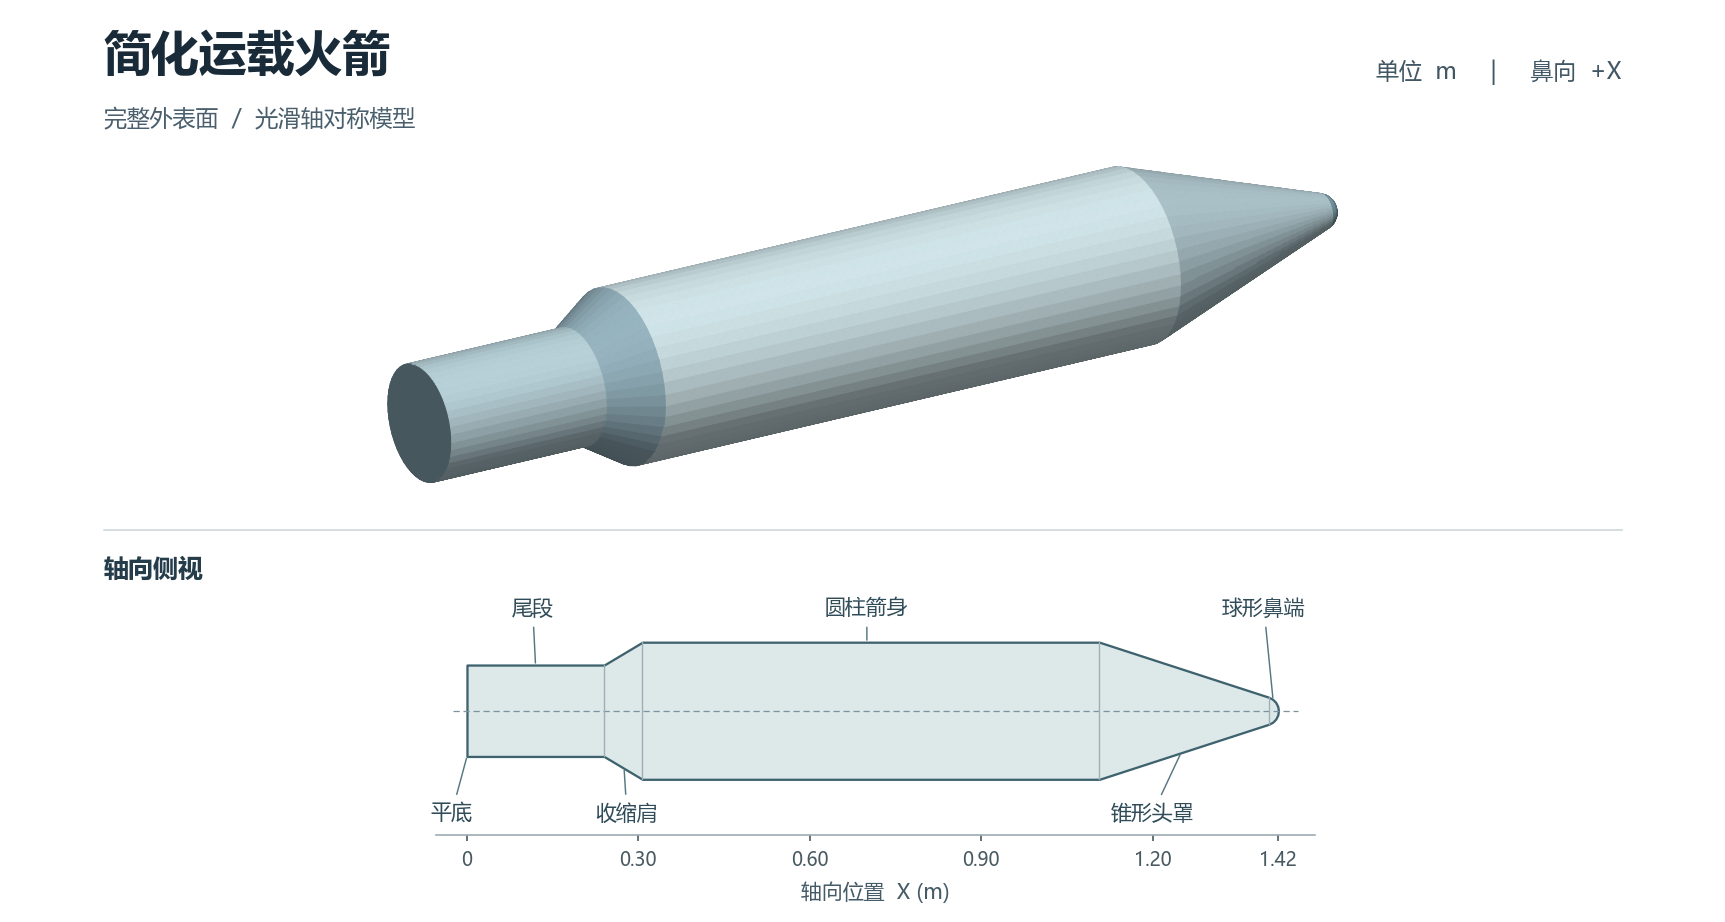 简化运载火箭
单位 m | 鼻向 +X
完整外表面 / 光滑轴对称模型
轴向侧视
尾段 圆柱箭身 球形鼻端
平底 收缩肩 锥形头罩
0 0.30 0.60 0.90 1.20 1.42
轴向位置 X (m)